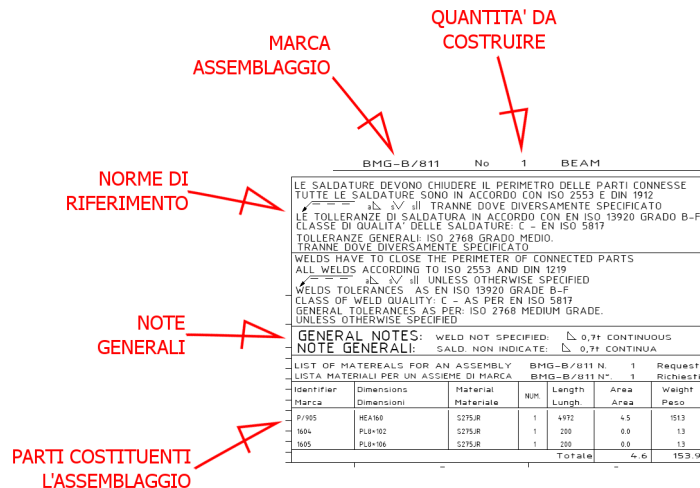 QUANTITA' DA
COSTRUIRE
MARCA
ASSEMBLAGGIO
BMG-B/811 No 1 BEAM
NORME DI
RIFERIMENTO
LE SALDATURE DEVONO CHIUDERE IL PERIMETRO DELLE PARTI CONNESSE
TUTTE LE SALDATURE SONO IN ACCORDO CON ISO 2553 E DIN 1912
TRANNE DOVE DIVERSAMENTE SPECIFICATO
LE TOLLERANZE DI SALDATURA IN ACCORDO CON EN ISO 13920 GRADO B-F
CLASSE DI QUALITA' DELLE SALDATURE: C - EN ISO 5817
TOLLERANZE GENERALI: ISO 2768 GRADO MEDIO.
TRANNE DOVE DIVERSAMENTE SPECIFICATO
WELDS HAVE TO CLOSE THE PERIMETER OF CONNECTED PARTS
ALL WELDS ACCORDING TO ISO 2553 AND DIN 1219
UNLESS OTHERWISE SPECIFIED
WELDS TOLERANCES AS EN ISO 13920 GRADE B-F
CLASS OF WELD QUALITY: C - AS PER EN ISO 5817
GENERAL TOLERANCES AS PER: ISO 2768 MEDIUM GRADE.
UNLESS OTHERWISE SPECIFIED
NOTE
GENERALI
GENERAL NOTES: WELD NOT SPECIFIED: 0,7t CONTINUOUS
NOTE GENERALI: SALD. NON INDICATE: 0,7t CONTINUA
LIST OF MATEREALS FOR AN ASSEMBLY BMG-B/811 N. 1 Request
LISTA MATERIALI PER UN ASSIEME DI MARCA BMG-B/811 N°. 1 Richiesti
Identifier Dimensions Material NUM. Length Area Weight
Marca Dimensioni Materiale Lungh. Area Peso
P/905 HEA160 S275JR 1 4972 4.5 151.3
1604 PL8*102 S275JR 1 200 0.0 1.3
1605 PL8*106 S275JR 1 200 0.0 1.3
Totale 4.6 153.9
PARTI COSTITUENTI
L'ASSEMBLAGGIO